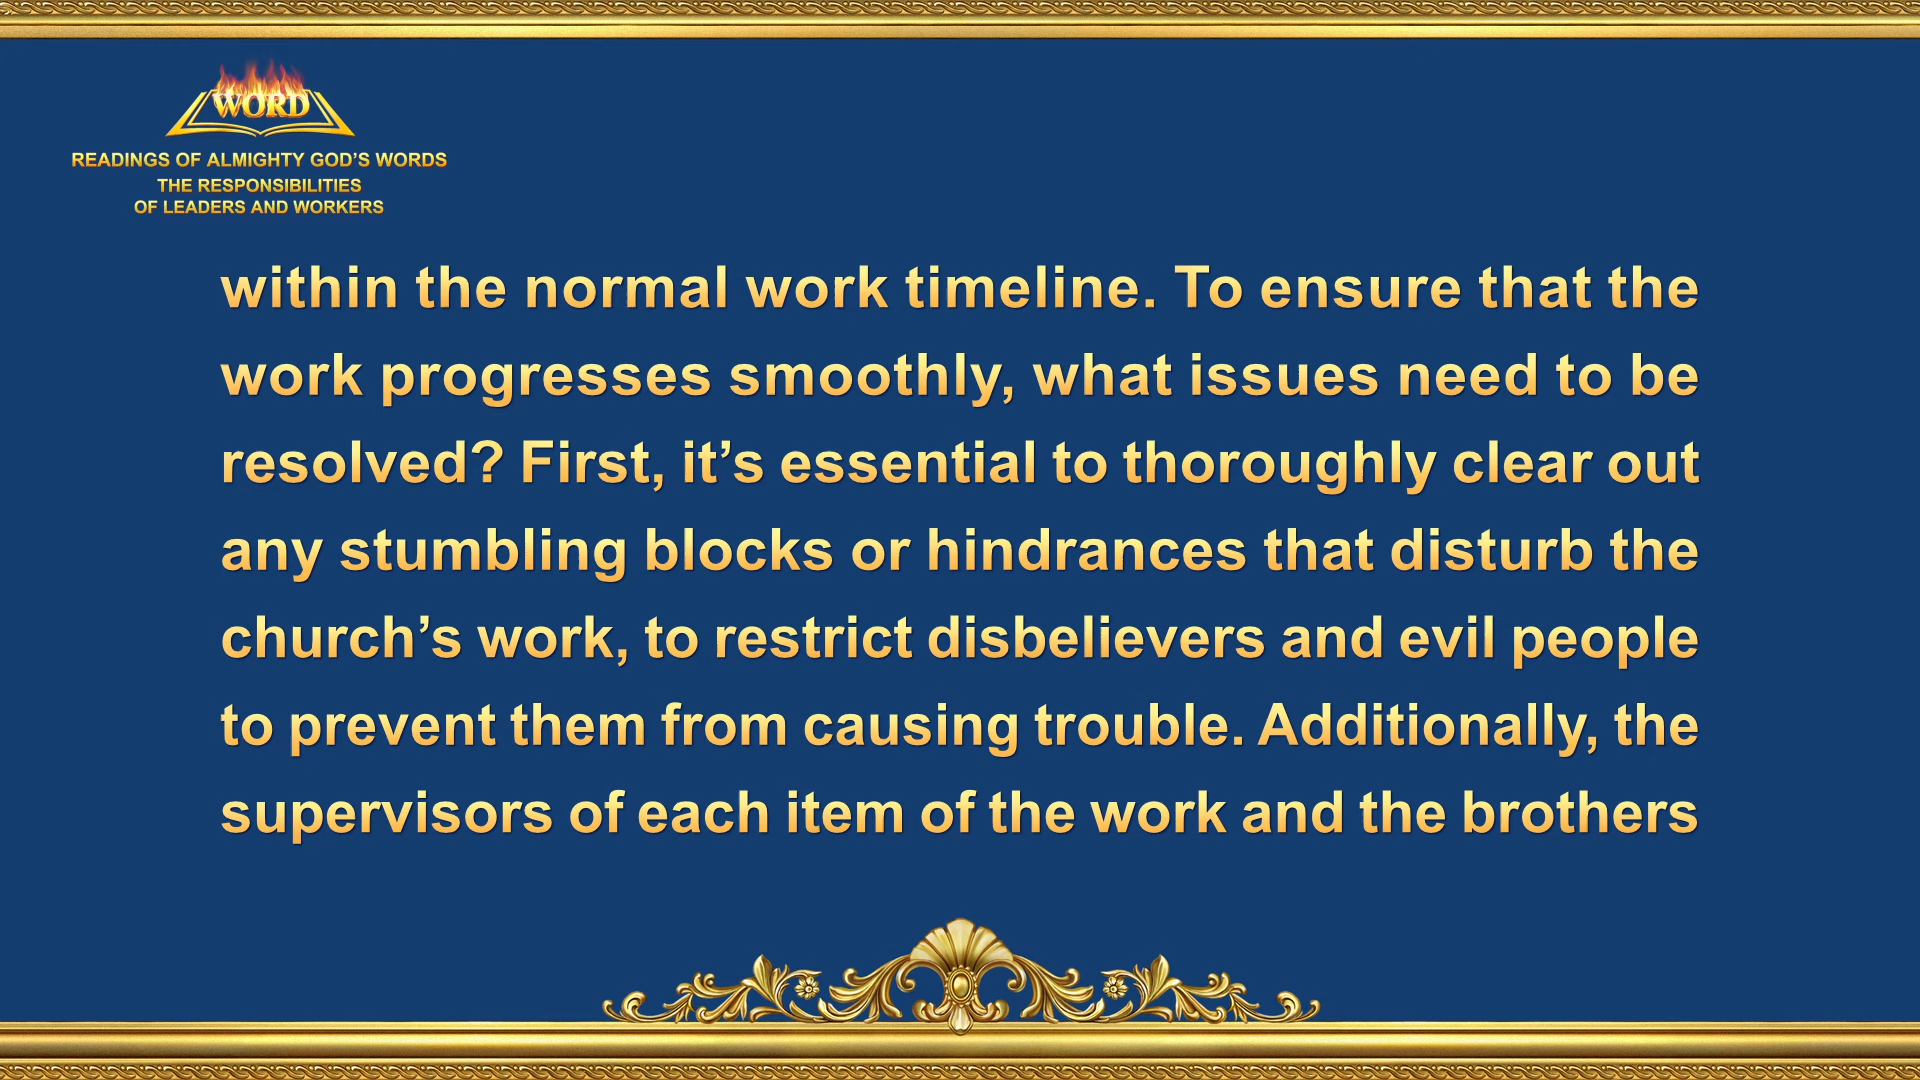 WORD
READINGS OF ALMIGHTY GOD’S WORDS
THE RESPONSIBILITIES
OF LEADERS AND WORKERS
within the normal work timeline. To ensure that the
work progresses smoothly, what issues need to be
resolved? First, it’s essential to thoroughly clear out
any stumbling blocks or hindrances that disturb the
church’s work, to restrict disbelievers and evil people
to prevent them from causing trouble. Additionally, the
supervisors of each item of the work and the brothers